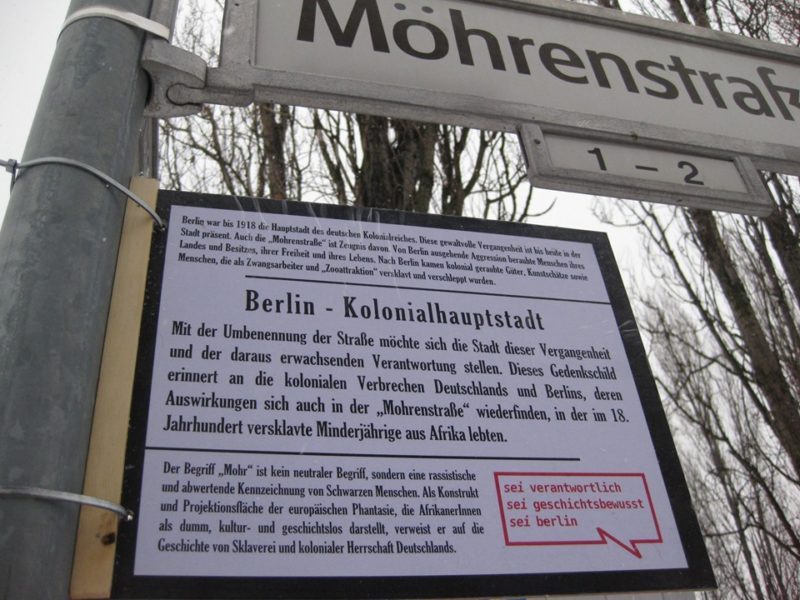 Möhrenstraß
1 – 2
Berlin war bis 1918 die Hauptstadt des deutschen Kolonialreiches. Diese gewaltvolle Vergangenheit ist bis heute in der
Stadt präsent. Auch die „Mohrenstraße" ist Zeugnis davon. Von Berlin ausgehende Aggression beraubte Menschen ihres
Landes und Besitzes, ihrer Freiheit und ihres Lebens. Nach Berlin kamen kolonial geraubte Güter, Kunstschätze sowie
Menschen, die als Zwangsarbeiter und „Zooattraktion" versklavt und verschleppt wurden.
Berlin - Kolonialhauptstadt
Mit der Umbenennung der Straße möchte sich die Stadt dieser Vergangenheit
und der daraus erwachsenden Verantwortung stellen. Dieses Gedenkschild
erinnert an die kolonialen Verbrechen Deutschlands und Berlins, deren
Auswirkungen sich auch in der „Mohrenstraße" wiederfinden, in der im 18.
Jahrhundert versklavte Minderjährige aus Afrika lebten.
Der Begriff „Mohr" ist kein neutraler Begriff, sondern eine rassistische
und abwertende Kennzeichnung von Schwarzen Menschen. Als Konstrukt
und Projektionsfläche der europäischen Phantasie, die AfrikanerInnen
als dumm, kultur- und geschichtslos darstellt, verweist er auf die
Geschichte von Sklaverei und kolonialer Herrschaft Deutschlands.
sei verantwortlich
sei geschichtsbewusst
sei berlin